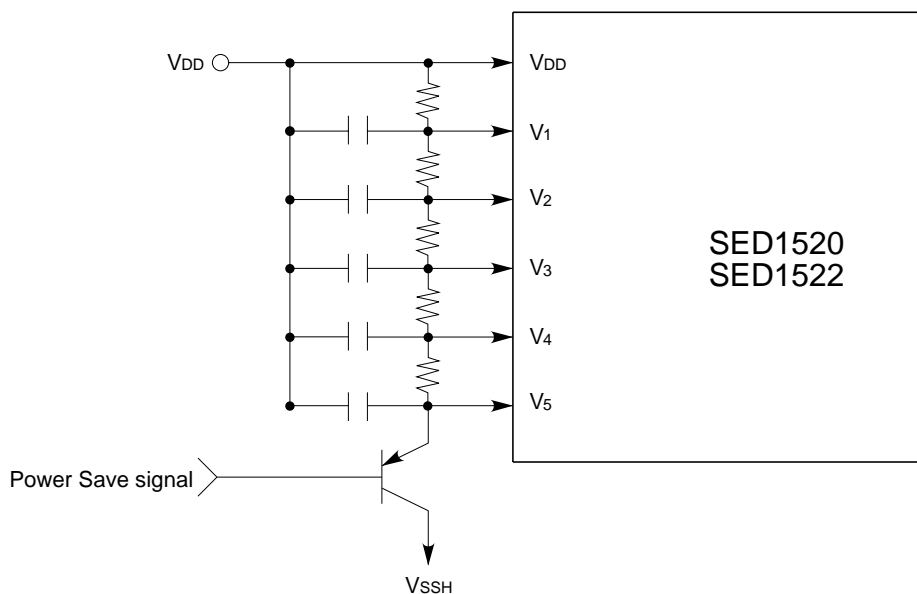 VDD
VDD
V1
V2
SED1520
SED1522
V3
V4
V5
Power Save signal
VSSH